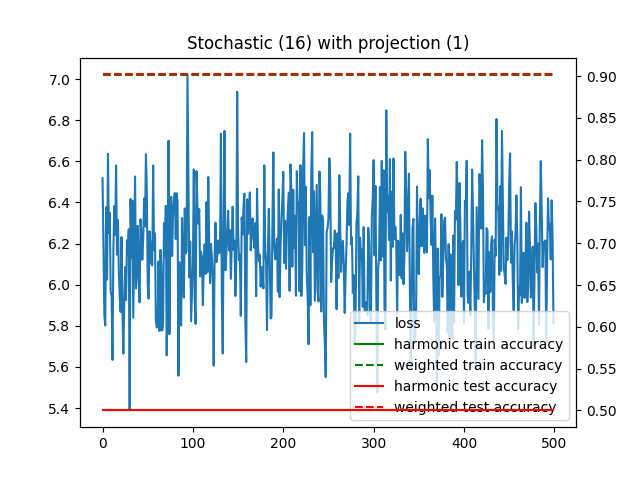 Stochastic (16) with projection (1)
7.0
6.8
6.6
6.4
6.2
6.0
5.8
5.6
5.4
0.90
0.85
0.80
0.75
0.70
0.65
0.60
0.55
0.50
loss
harmonic train accuracy
weighted train accuracy
harmonic test accuracy
weighted test accuracy
0 100 200 300 400 500